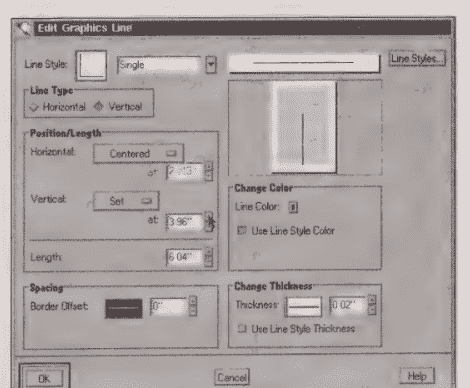 Edit Graphics Line
Line Style:
Single
Line Styles...
Line Type
Horizontal
Vertical
Position/Length
Horizontal:
Centered
at:
Vertical:
Set
at:
3.96"
Length:
6.04"
Change Color
Line Color:
Use Line Style Color
Spacing
Border Offset:
0"
Change Thickness
Thickness:
0.02"
Use Line Style Thickness
OK
Cancel
Help